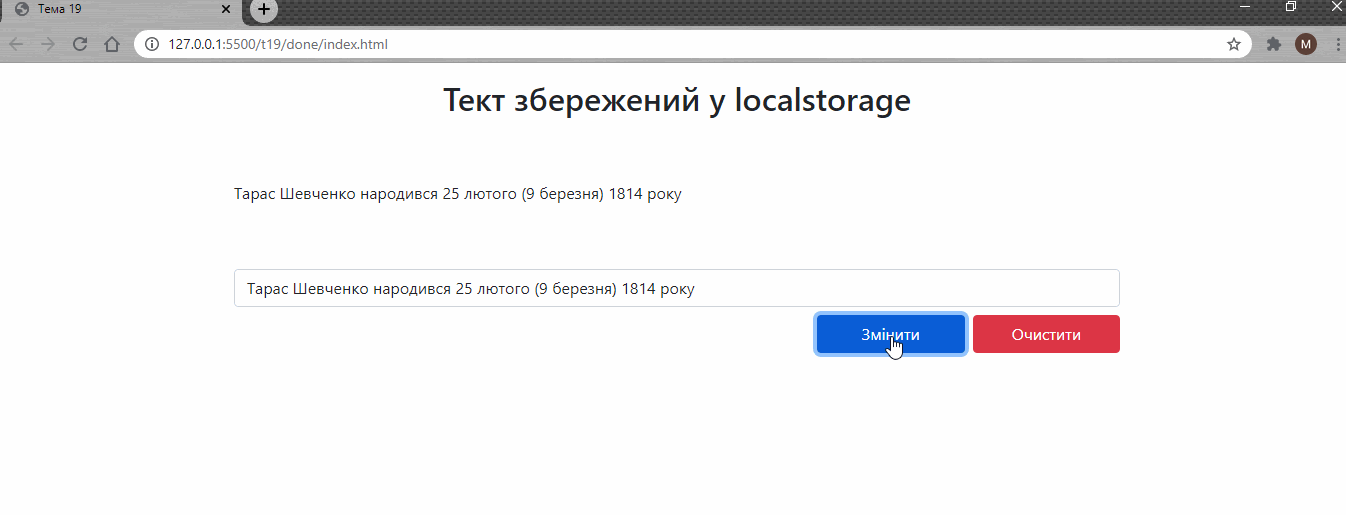 Тема 19
127.0.0.1:5500/t19/done/index.html
M
Тект збережений у localstorage
Тарас Шевченко народився 25 лютого (9 березня) 1814 року
Тарас Шевченко народився 25 лютого (9 березня) 1814 року
Змінити
Очистити